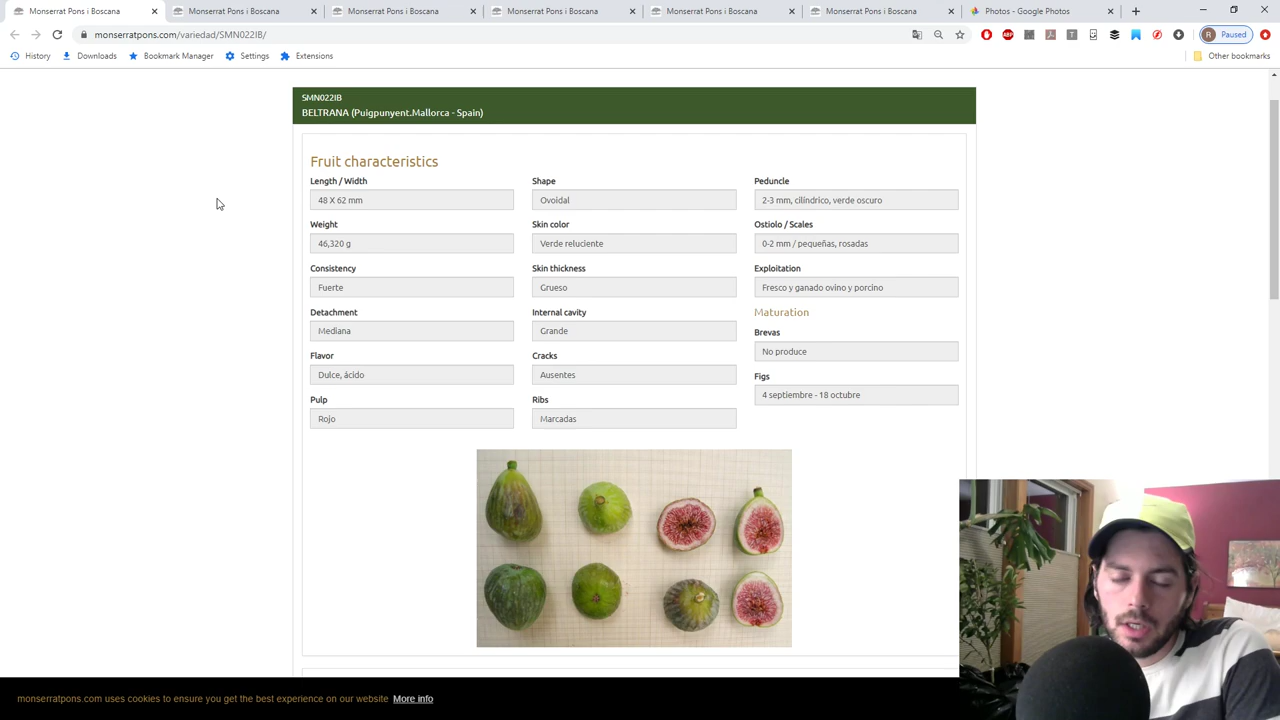 Monserrat Pons i Boscana
Monserrat Pons i Boscana
Monserrat Pons i Boscana
Monserrat Pons i Boscana
Monserrat Pons i Boscana
Monserrat Pons i Boscana
Photos - Google Photos
monserratpons.com/variedad/SMN022IB/
ABP
T
R Paused
History
Downloads
Bookmark Manager
Settings
Extensions
Other bookmarks
SMN022IB
BELTRANA (Puigpunyent.Mallorca - Spain)
Fruit characteristics
Length / Width
48 X 62 mm
Weight
46,320 g
Consistency
Fuerte
Detachment
Mediana
Flavor
Dulce, ácido
Pulp
Rojo
Shape
Ovoidal
Skin color
Verde reluciente
Skin thickness
Grueso
Internal cavity
Grande
Cracks
Ausentes
Ribs
Marcadas
Peduncle
2-3 mm, cilíndrico, verde oscuro
Ostiolo / Scales
0-2 mm / pequeñas, rosadas
Exploitation
Fresco y ganado ovino y porcino
Maturation
Brevas
No produce
Figs
4 septiembre - 18 octubre
monserratpons.com uses cookies to ensure you get the best experience on our website More info